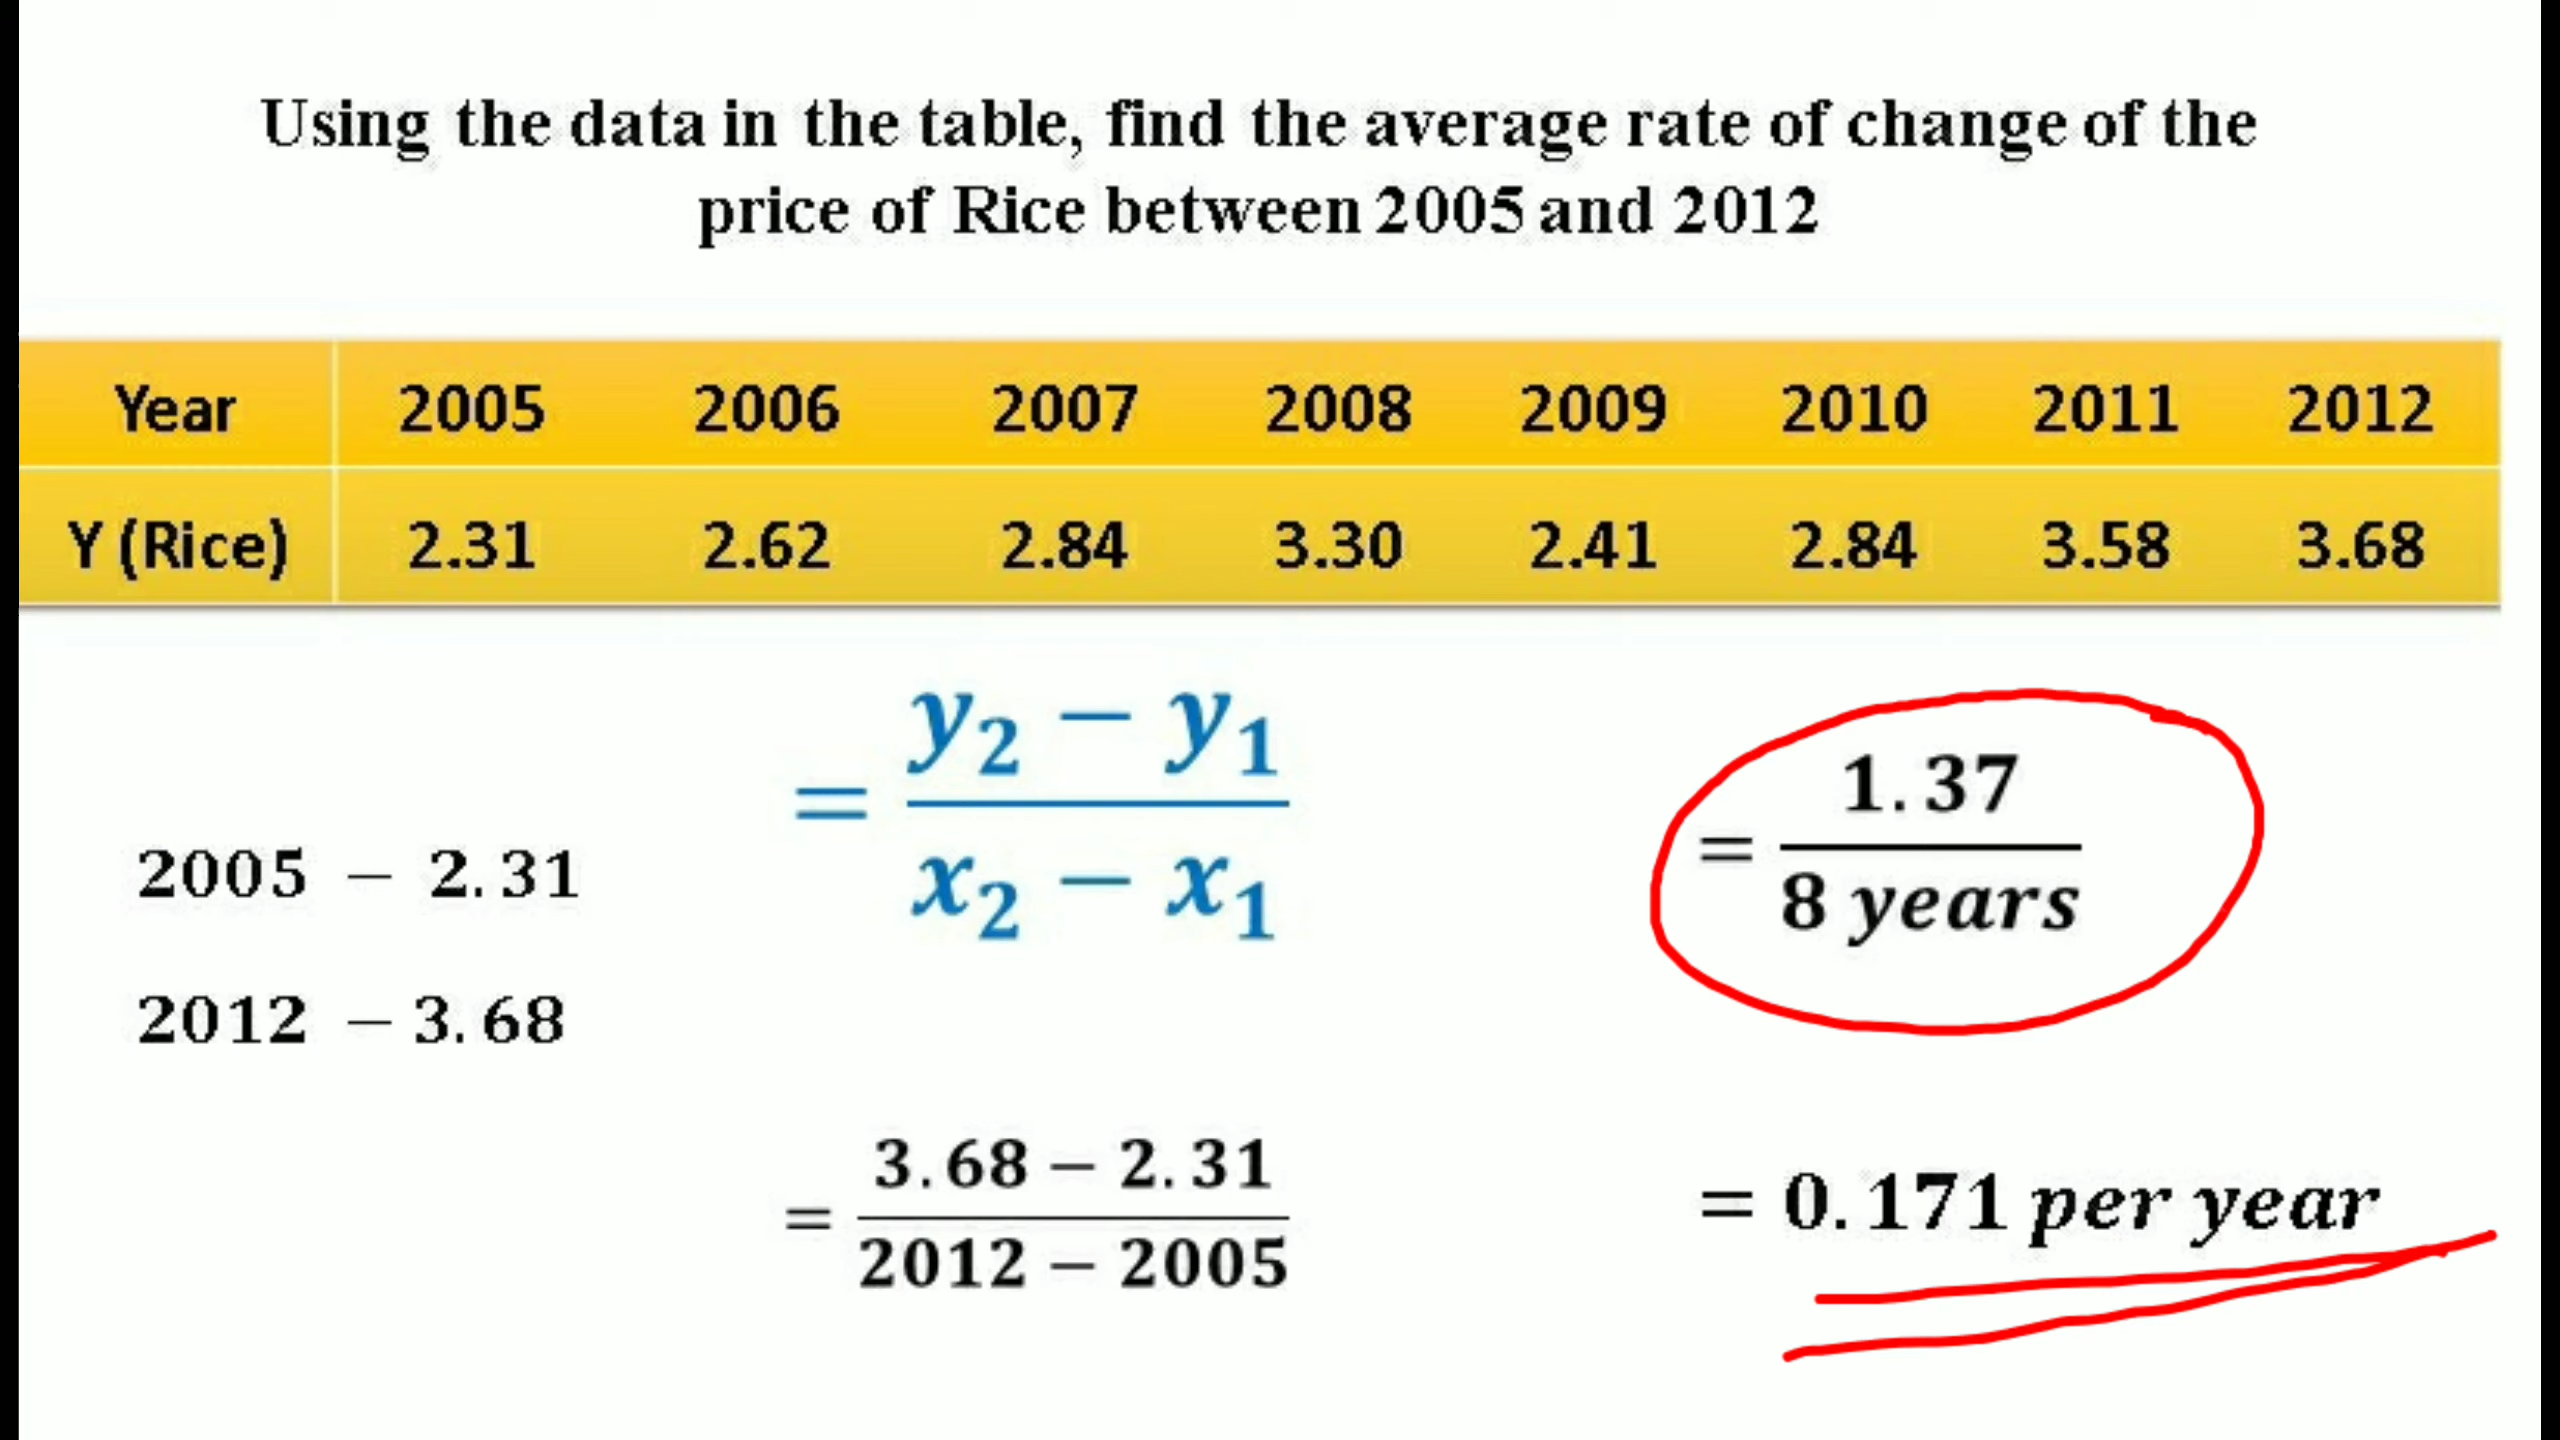 Using the data in the table, find the average rate of change of the
price of Rice between 2005 and 2012
Year 2005 2006 2007 2008 2009 2010 2011 2012
Y (Rice) 2.31 2.62 2.84 3.30 2.41 2.84 3.58 3.68
2005 – 2.31
2012 – 3.68
= y₂ – y₁
x₂ – x₁
= 3.68 – 2.31
2012 – 2005
= 1.37
8 years
= 0.171 per year